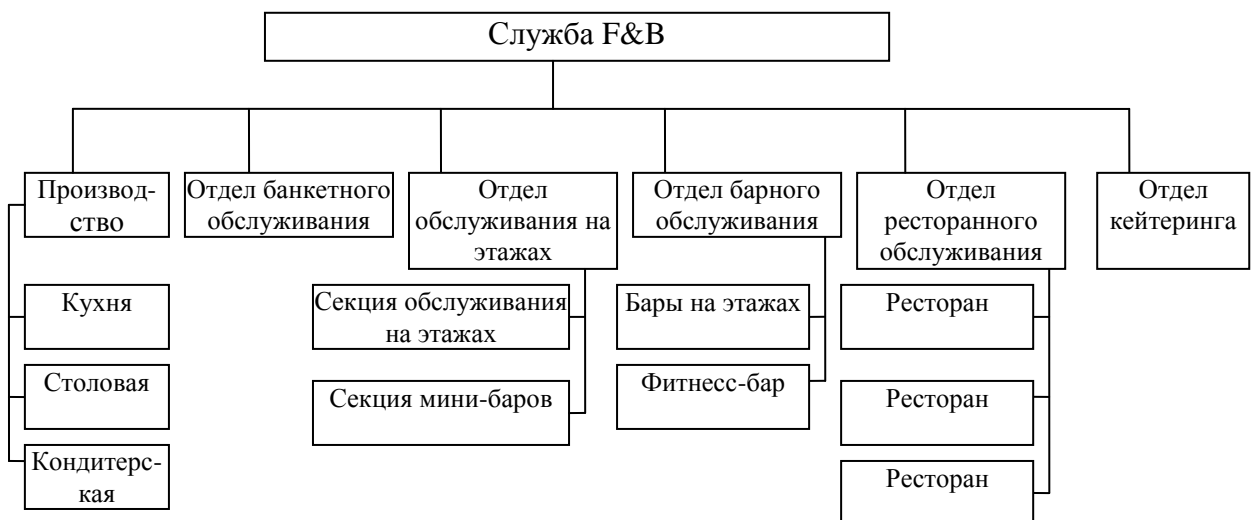 Служба F&B
Производ-
ство
Отдел банкетного
обслуживания
Отдел
обслуживания на
этажах
Отдел барного
обслуживания
Отдел
ресторанного
обслуживания
Отдел
кейтеринга
Кухня
Столовая
Кондитерс-
кая
Секция обслуживания
на этажах
Секция мини-баров
Бары на этажах
Фитнесс-бар
Ресторан
Ресторан
Ресторан